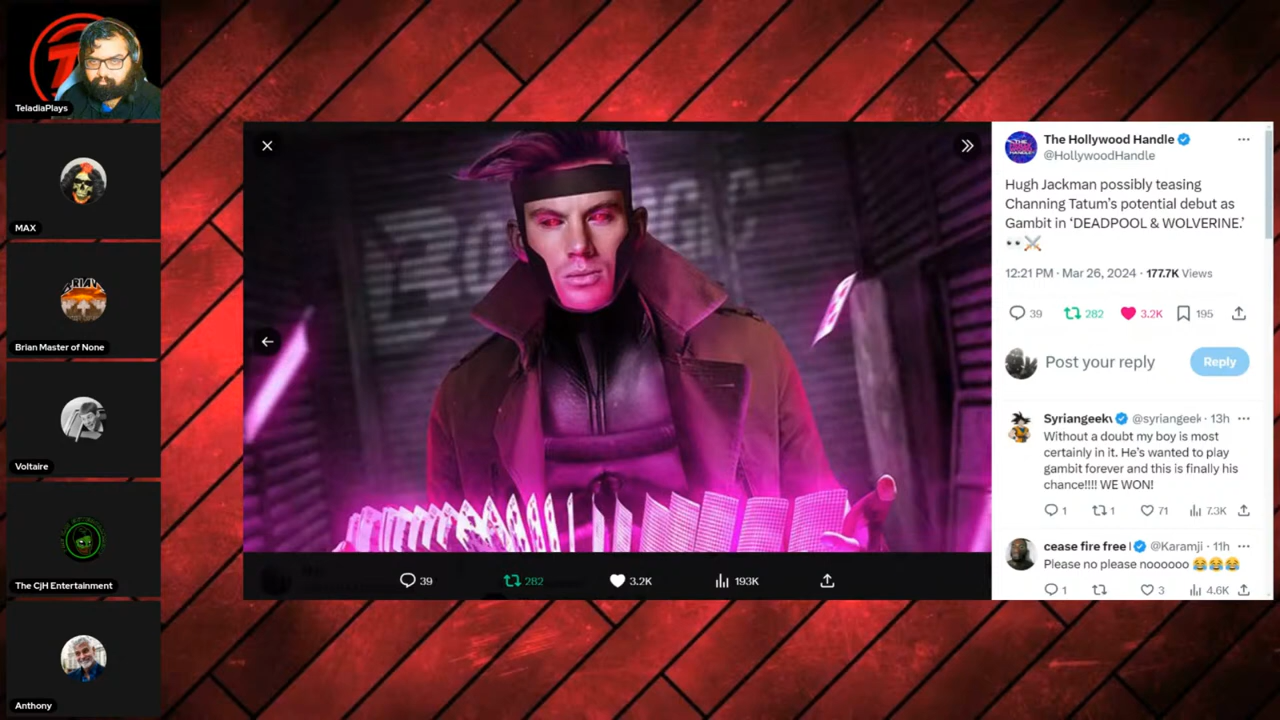 TeladiaPlays
MAX
BRIAN
Brian Master of None
Voltaire
The CjH Entertainment
Anthony
The Hollywood Handle
@HollywoodHandle
Hugh Jackman possibly teasing
Channing Tatum's potential debut as
Gambit in 'DEADPOOL & WOLVERINE.'
12:21 PM · Mar 26, 2024 · 177.7K Views
39 282 3.2K 195
Post your reply Reply
Syriangeek @syriangeek · 13h
Without a doubt my boy is most
certainly in it. He's wanted to play
gambit forever and this is finally his
chance!!!! WE WON!
1 1 71 7.3K
cease fire free @Karamji · 11h
Please no please noooooo 😂😂😂
1 3 4.6K
39 282 3.2K 193K